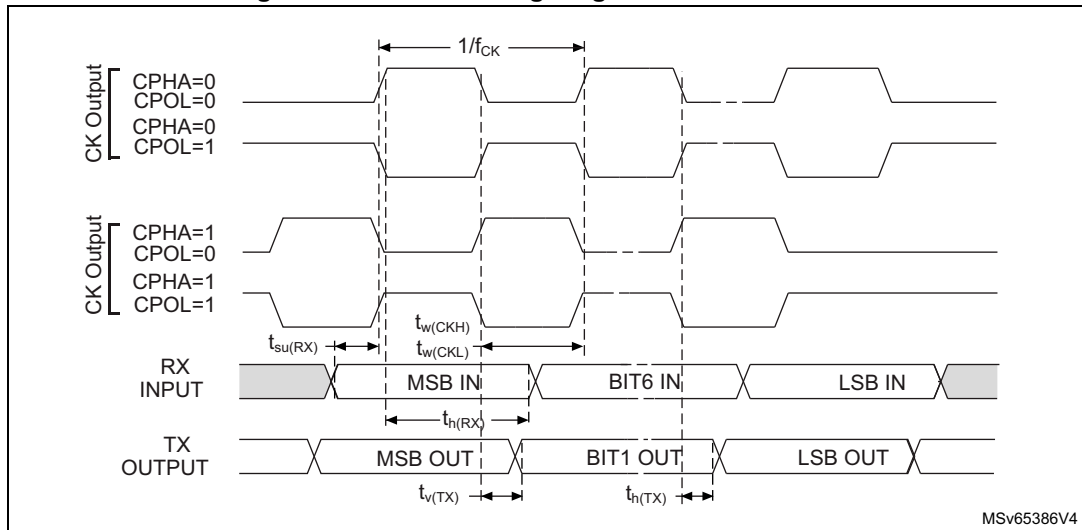 1/fCK
CK Output
CPHA=0
CPOL=0
CPHA=0
CPOL=1
CK Output
CPHA=1
CPOL=0
CPHA=1
CPOL=1
tw(CKH)
tw(CKL)
tsu(RX)
RX
INPUT
MSB IN
BIT6 IN
LSB IN
th(RX)
TX
OUTPUT
MSB OUT
BIT1 OUT
LSB OUT
tv(TX)
th(TX)
MSv65386V4